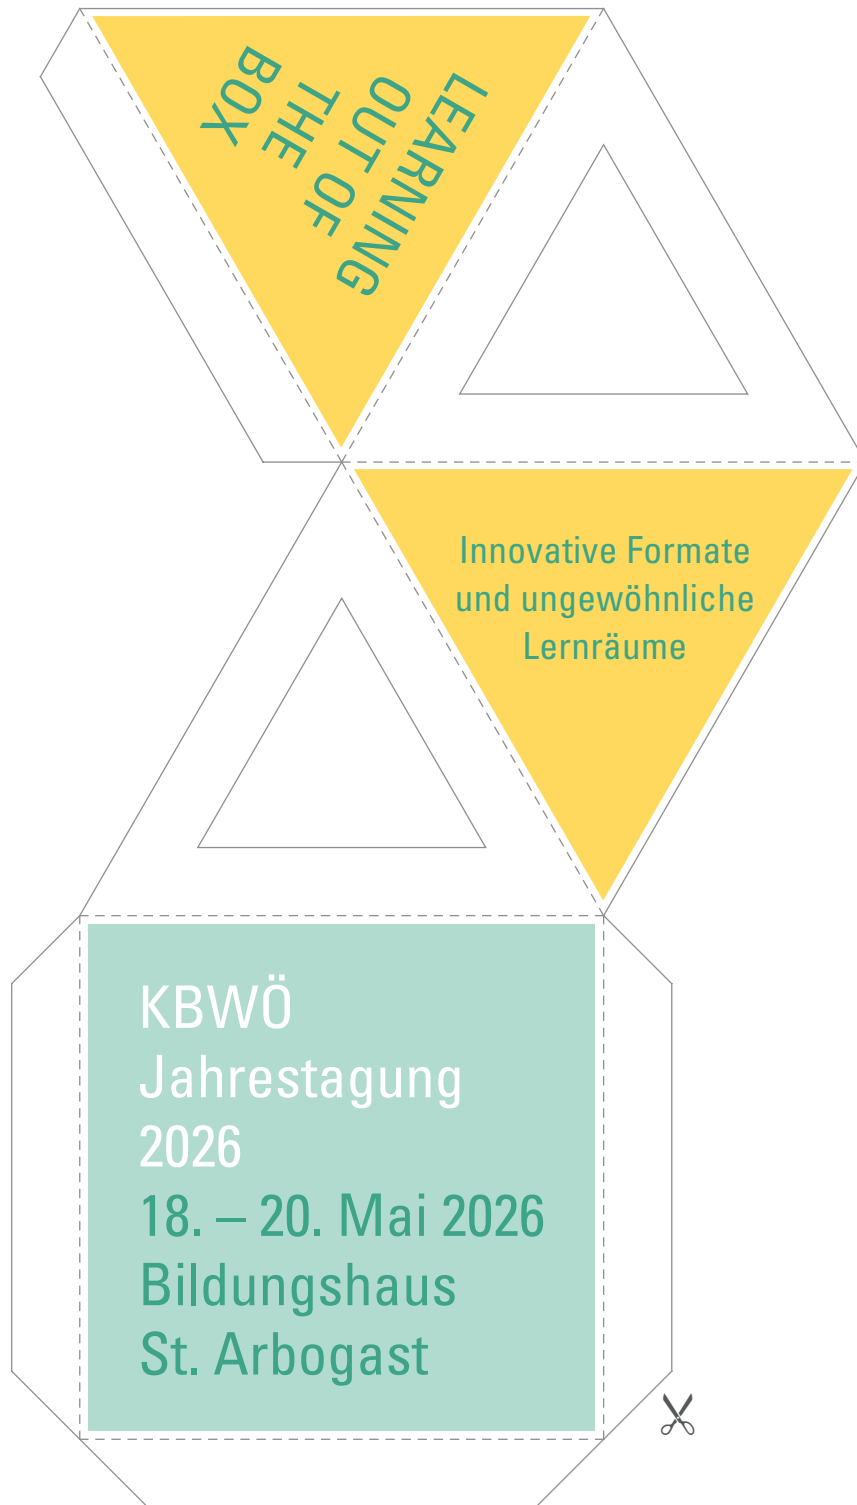 LEARNING
OUT OF
THE
BOX
Innovative Formate
und ungewöhnliche
Lernräume
KBWÖ
Jahrestagung
2026
18. – 20. Mai 2026
Bildungshaus
St. Arbogast